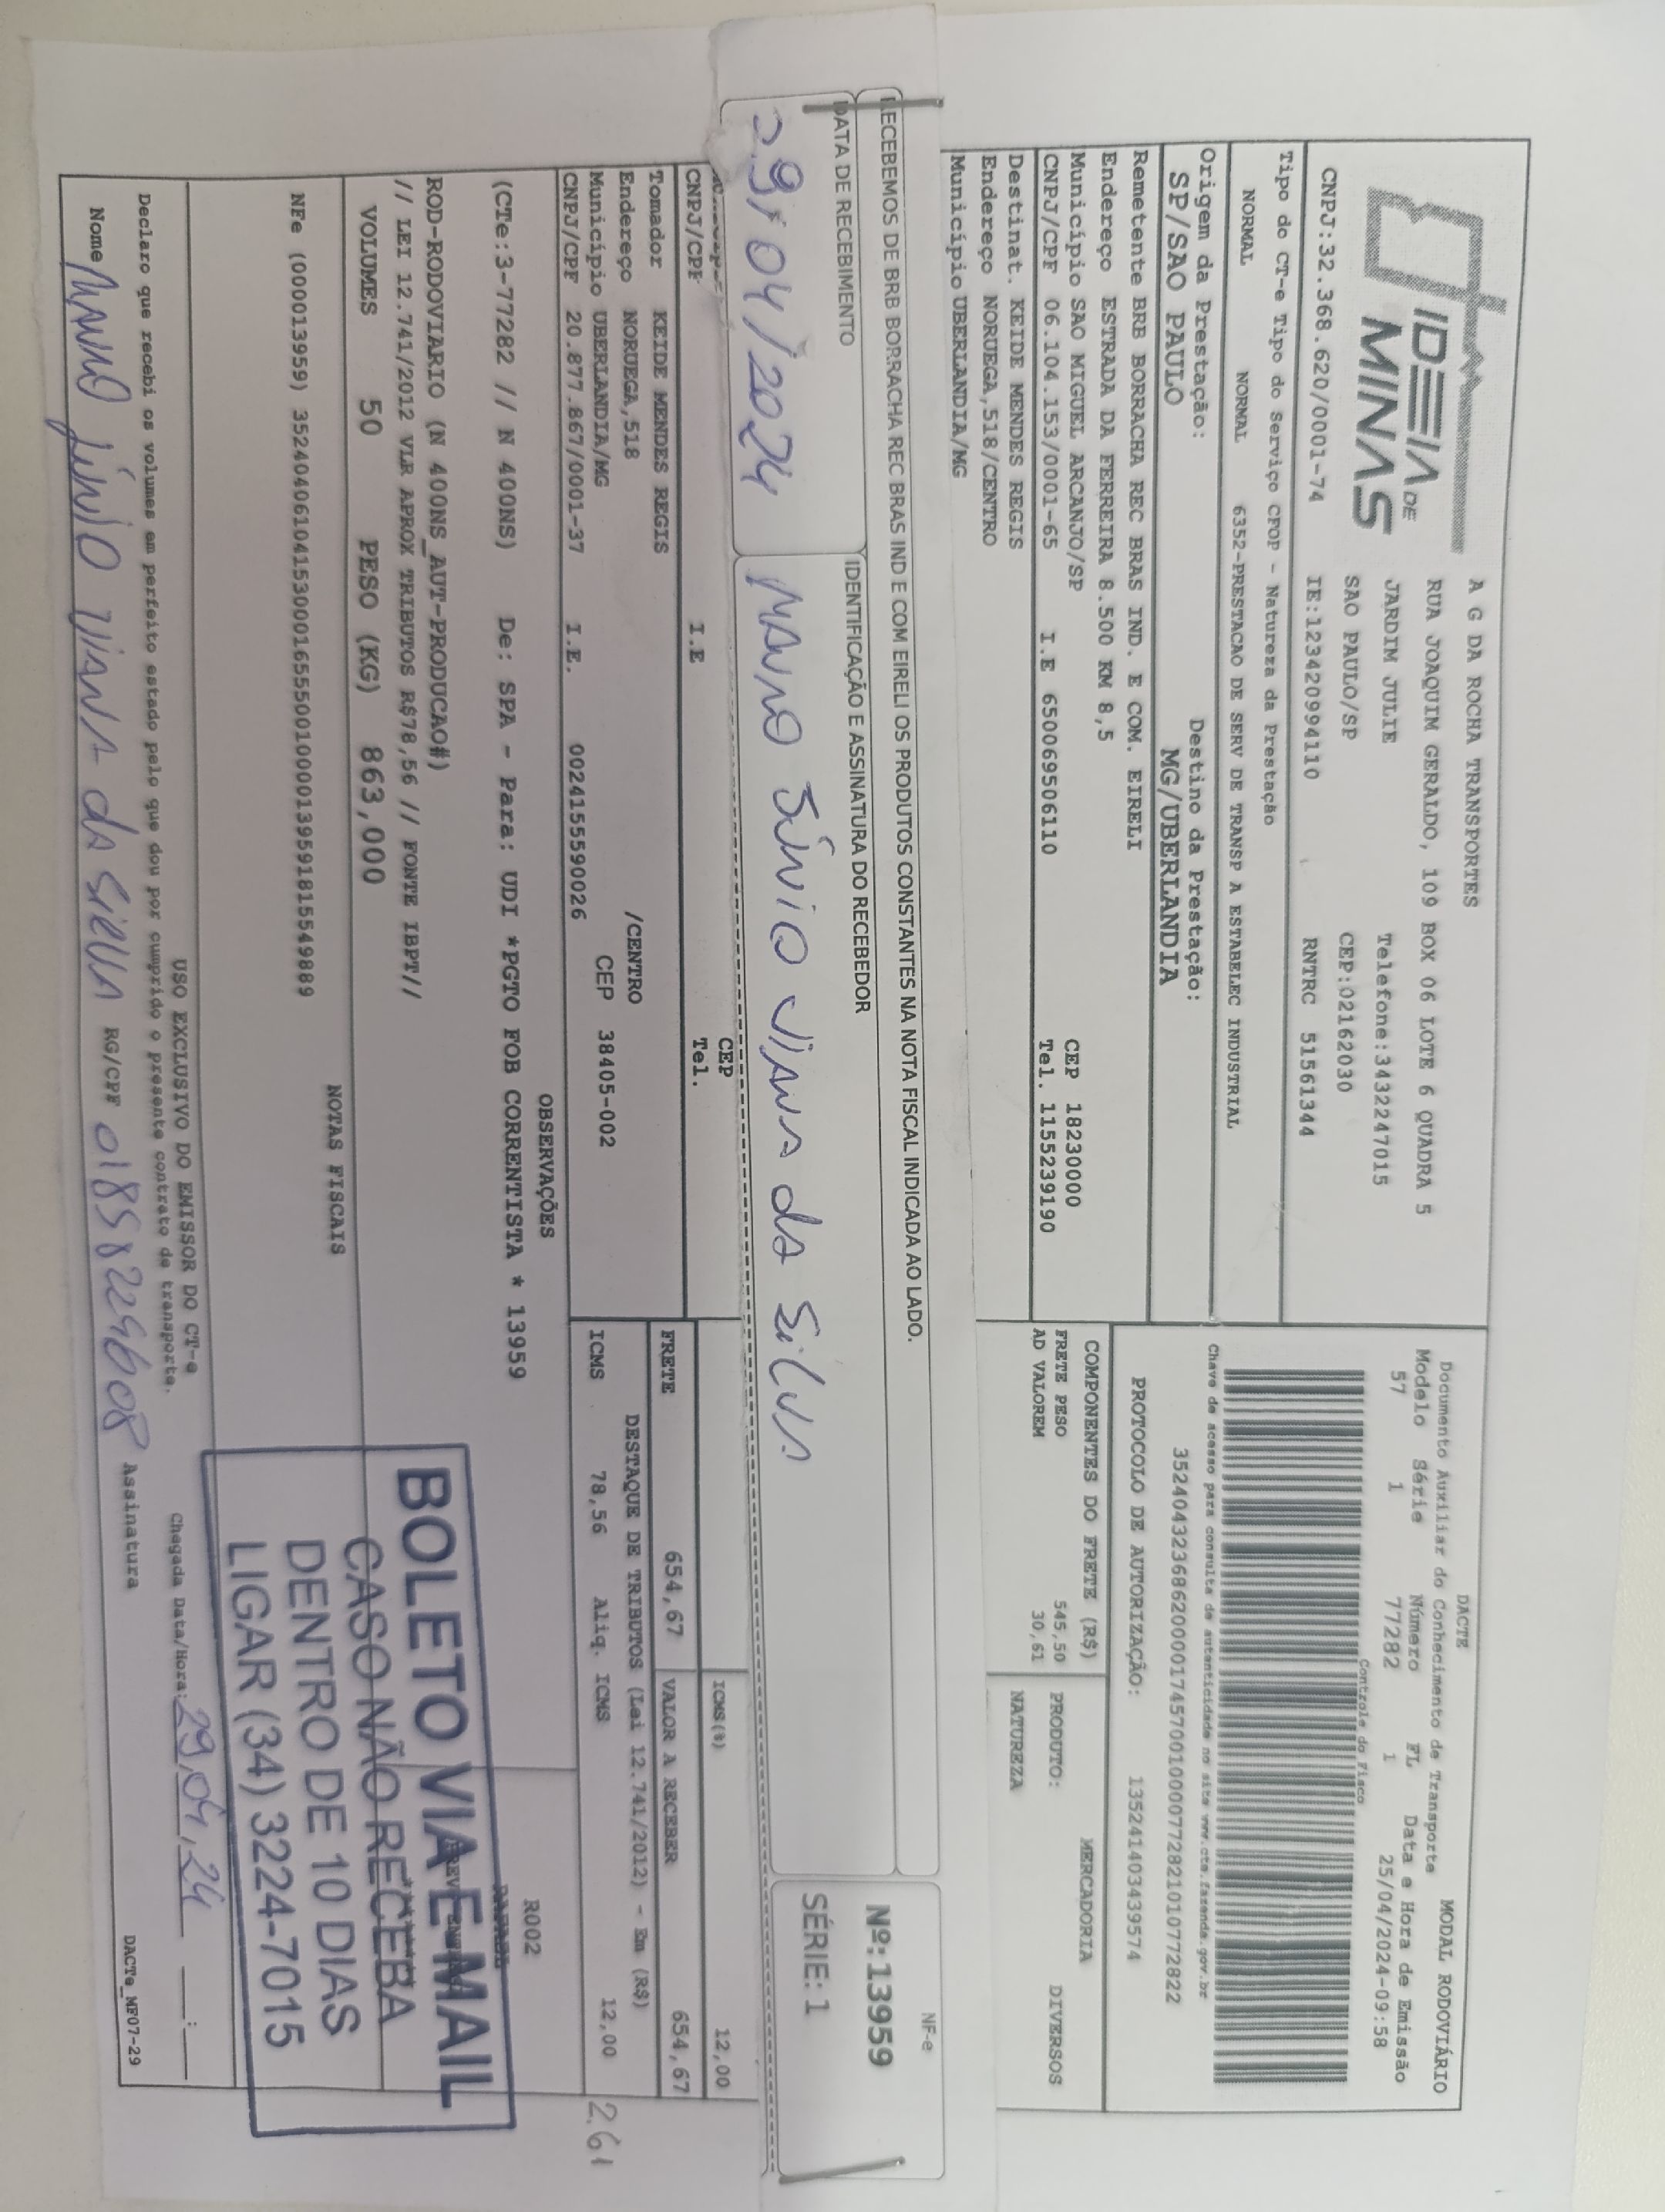 IDEIA DE
MINAS
A G DA ROCHA TRANSPORTES
RUA JOAQUIM GERALDO, 109 BOX 06 LOTE 6 QUADRA 5
JARDIM JULIE Telefone:3432247015
SAO PAULO/SP CEP:02162030
CNPJ:32.368.620/0001-74 IE:123420994110 RNTRC 51561344
Tipo do CT-e Tipo do Serviço CFOP - Natureza da Prestação
NORMAL NORMAL 6352-PRESTACAO DE SERV DE TRANSP A ESTABELEC INDUSTRIAL
Origem da Prestação: Destino da Prestação:
SP/SAO PAULO MG/UBERLANDIA
DACTE MODAL RODOVIÁRIO
Documento Auxiliar do Conhecimento de Transporte
Modelo Série Número FL Data e Hora de Emissão
57 1 77282 1 25/04/2024-09:58
Controle do Fisco
Chave de acesso para consulta de autenticidade no site www.cte.fazenda.gov.br
35240432368620000174570010000772821010772822
PROTOCOLO DE AUTORIZAÇÃO: 135241403439574
Remetente BRB BORRACHA REC BRAS IND. E COM. EIRELI
Endereço ESTRADA DA FERREIRA 8.500 KM 8,5
Município SAO MIGUEL ARCANJO/SP CEP 18230000
CNPJ/CPF 06.104.153/0001-65 I.E 650069506110 Tel. 1155239190
Destinat. KEIDE MENDES REGIS
Endereço NORUEGA,518/CENTRO
Município UBERLANDIA/MG
COMPONENTES DO FRETE (R$) MERCADORIA
FRETE PESO 545,50 PRODUTO: DIVERSOS
AD VALOREM 30,61 NATUREZA
RECEBEMOS DE BRB BORRACHA REC BRAS IND E COM EIRELI OS PRODUTOS CONSTANTES NA NOTA FISCAL INDICADA AO LADO.
DATA DE RECEBIMENTO IDENTIFICAÇÃO E ASSINATURA DO RECEBEDOR
29/04/2024 Mauro Júnio Viana da Silva
NF-e
Nº:13959
SÉRIE: 1
CEP
CNPJ/CPF I.E Tel.
ICMS(%) 12,00
Tomador KEIDE MENDES REGIS
Endereço NORUEGA,518 /CENTRO
Município UBERLANDIA/MG CEP 38405-002
CNPJ/CPF 20.877.867/0001-37 I.E. 0024155590026
FRETE 654,67 VALOR A RECEBER 654,67
DESTAQUE DE TRIBUTOS (Lei 12.741/2012) - Em (R$)
ICMS 78,56 Aliq. ICMS 12,00
2.61
OBSERVAÇÕES
(CTe:3-77282 // N 400NS) De: SPA - Para: UDI *PGTO FOB CORRENTISTA * 13959
R002
ROD-RODOVIARIO (N 400NS_AUT-PRODUCAO#)
// LEI 12.741/2012 VLR APROX TRIBUTOS R$78,56 // FONTE IBPT//
VOLUMES 50 PESO (KG) 863,000
NOTAS FISCAIS
NFe (000013959) 35240406104153000165550010000139591815549889
BOLETO VIA E-MAIL
CASO NÃO RECEBA
DENTRO DE 10 DIAS
LIGAR (34) 3224-7015
USO EXCLUSIVO DO EMISSOR DO CT-e
Declaro que recebi os volumes em perfeito estado pelo que dou por cumprido o presente contrato de transporte.
Chegada Data/Hora: 29/04/24 __:__
Nome Mauro Júnio Viana da Silva RG/CPF 01858229608 Assinatura
DACTe_MF07-29